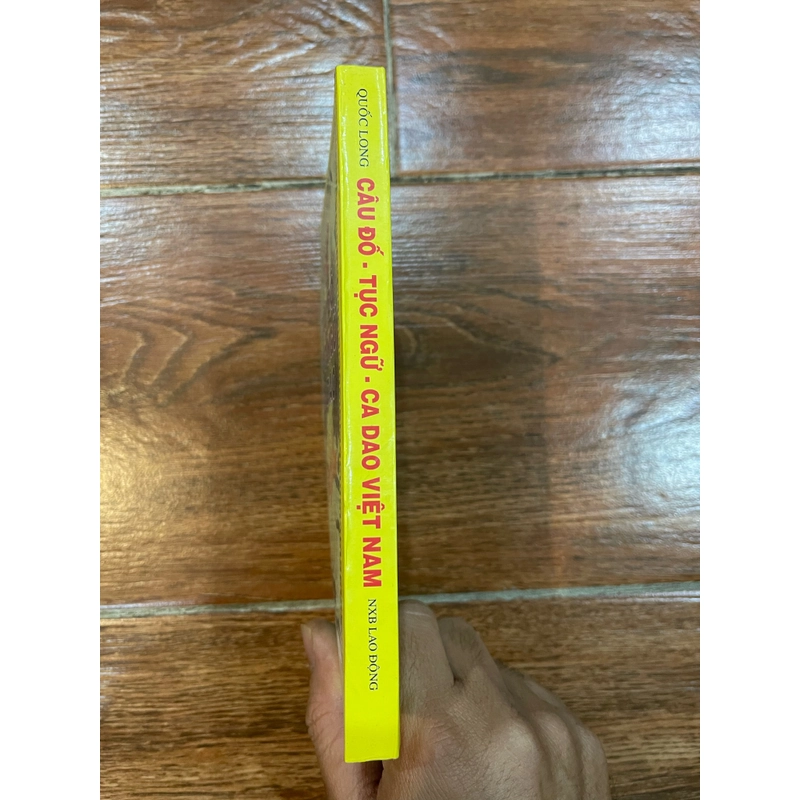 QUỐC LONG
CÂU ĐỐ - TỤC NGỮ - CA DAO VIỆT NAM
NXB LAO ĐỘNG